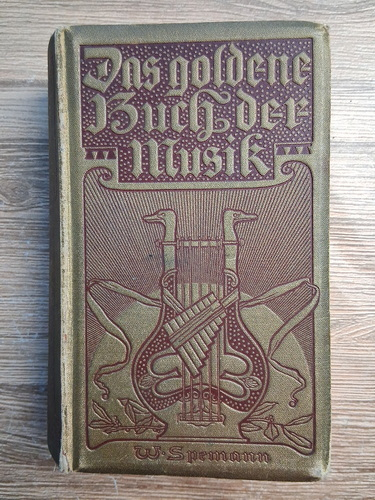 Das goldene
Buch der
Musik
W. Spemann